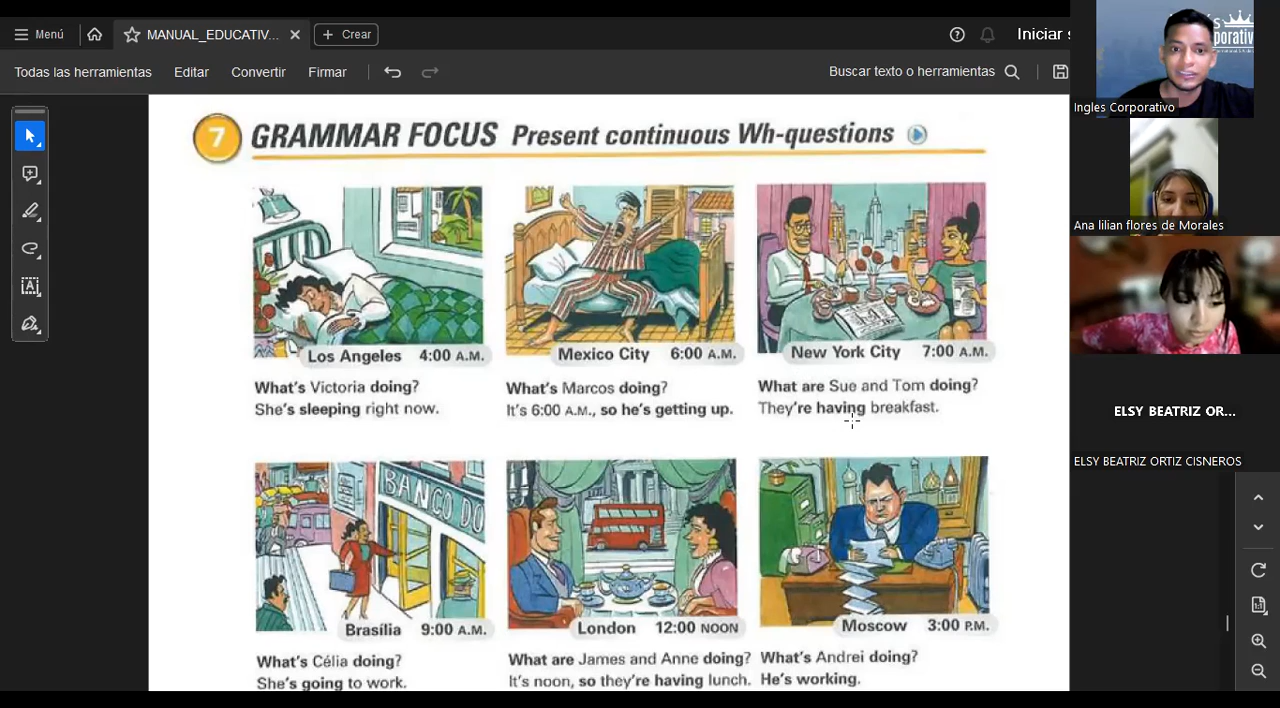 Menú
MANUAL_EDUCATIV...
Crear
Iniciar s
Todas las herramientas
Editar
Convertir
Firmar
Buscar texto o herramientas
7 GRAMMAR FOCUS Present continuous Wh-questions
Los Angeles 4:00 A.M.
What's Victoria doing?
She's sleeping right now.
Mexico City 6:00 A.M.
What's Marcos doing?
It's 6:00 A.M., so he's getting up.
New York City 7:00 A.M.
What are Sue and Tom doing?
They're having breakfast.
BANCO DO
Brasília 9:00 A.M.
What's Célia doing?
She's going to work.
London 12:00 NOON
What are James and Anne doing?
It's noon, so they're having lunch.
Moscow 3:00 P.M.
What's Andrei doing?
He's working.
Ingles Corporativo
Ana lilian flores de Morales
ELSY BEATRIZ OR...
ELSY BEATRIZ ORTIZ CISNEROS